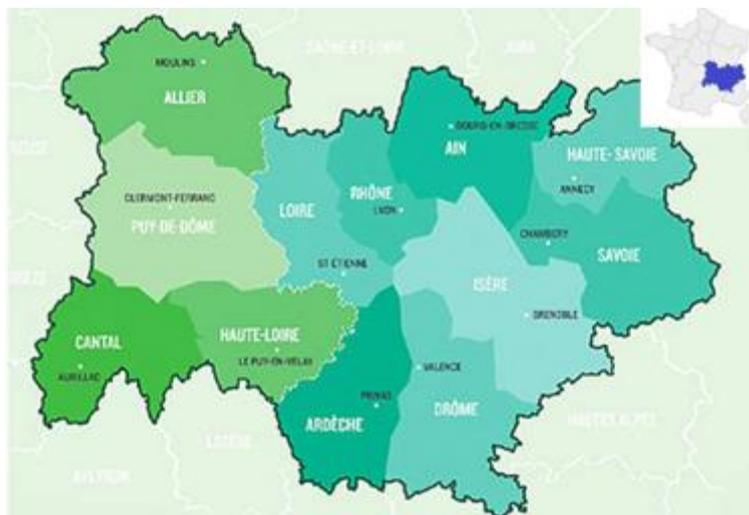 SAÔNE-ET-LOIRE
JURA
MOULINS
ALLIER
BOURG-EN-BRESSE
AIN
HAUTE-SAVOIE
ANNECY
CLERMONT-FERRAND
PUY-DE-DÔME
LOIRE
RHÔNE
LYON
CHAMBERY
SAVOIE
ST ETIENNE
ISÈRE
GRENOBLE
CANTAL
AURILLAC
HAUTE-LOIRE
LE PUY-EN-VELAY
VALENCE
PRIVAS
ARDÈCHE
DRÔME
HAUTES ALPES
LOZÈRE
AVEYRON